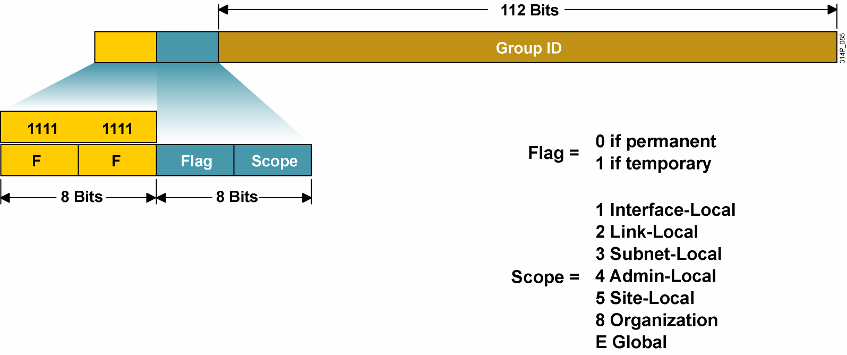 112 Bits
Group ID
314P_055
1111 1111
F F Flag Scope
8 Bits 8 Bits
Flag = 0 if permanent
1 if temporary
1 Interface-Local
2 Link-Local
3 Subnet-Local
Scope = 4 Admin-Local
5 Site-Local
8 Organization
E Global